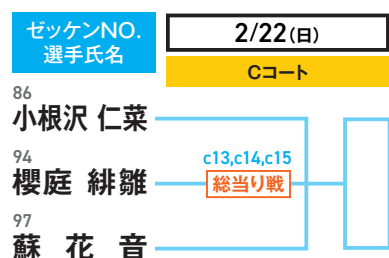 ゼッケンNO.
選手氏名
2/22(日)
Cコート
86
小根沢 仁菜
94
櫻庭 緋雛
c13,c14,c15
総当り戦
97
蘇 花 音